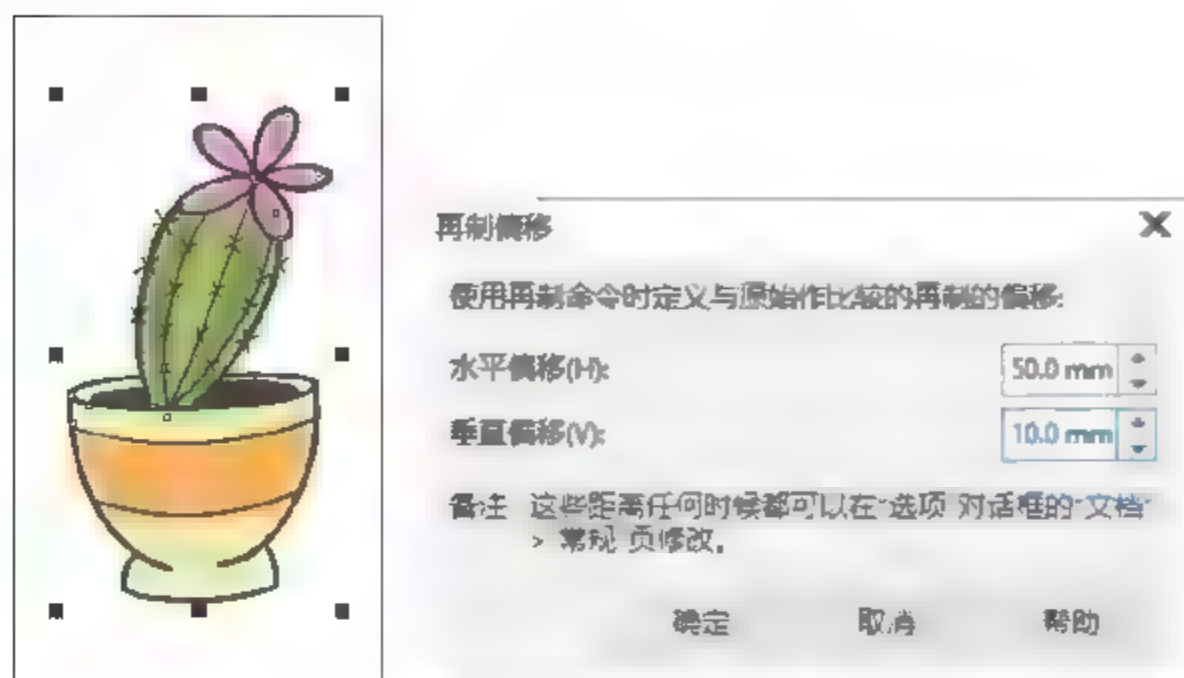 再制偏移
使用再制命令时定义与原始作比较的再制的偏移:
水平偏移(H): 50.0 mm
垂直偏移(V): 10.0 mm
备注 这些距离任何时候都可以在"选项"对话框的"文档"
> "常规"页修改。
确定 取消 帮助